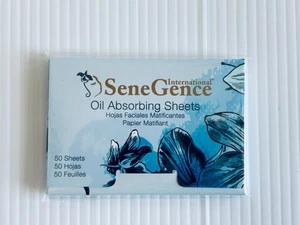 International
SeneGence
Oil Absorbing Sheets
Hojas Faciales Matificantes
Papier Matifiant
50 Sheets
50 Hojas
50 Feuilles